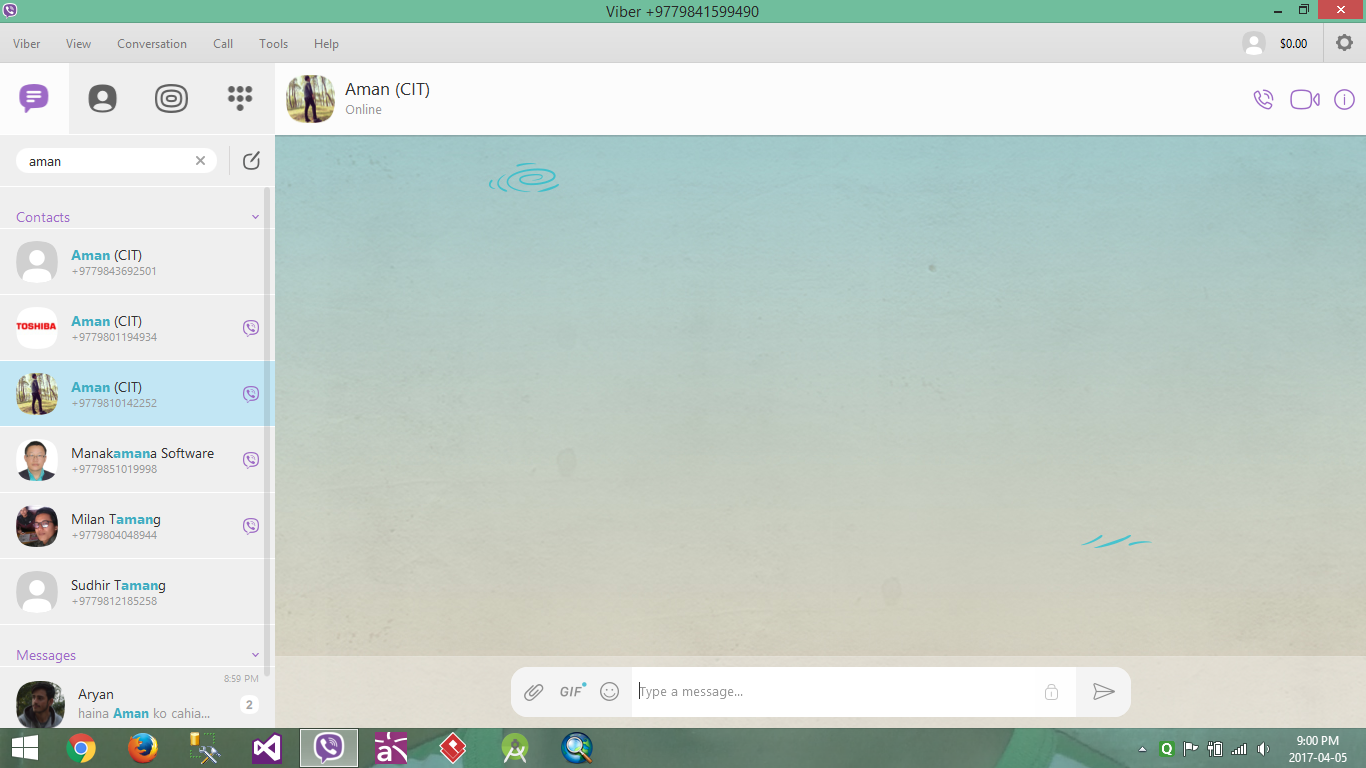 Viber +9779841599490
Viber View Conversation Call Tools Help $0.00
Aman (CIT)
Online
aman
Contacts
Aman (CIT)
+9779843692501
TOSHIBA
Aman (CIT)
+9779801194934
Aman (CIT)
+9779810142252
Manakamana Software
+9779851019998
Milan Tamang
+9779804048944
Sudhir Tamang
+9779812185258
Messages
8:59 PM
Aryan
haina Aman ko cahia...
2
GIF
Type a message...
9:00 PM
2017-04-05